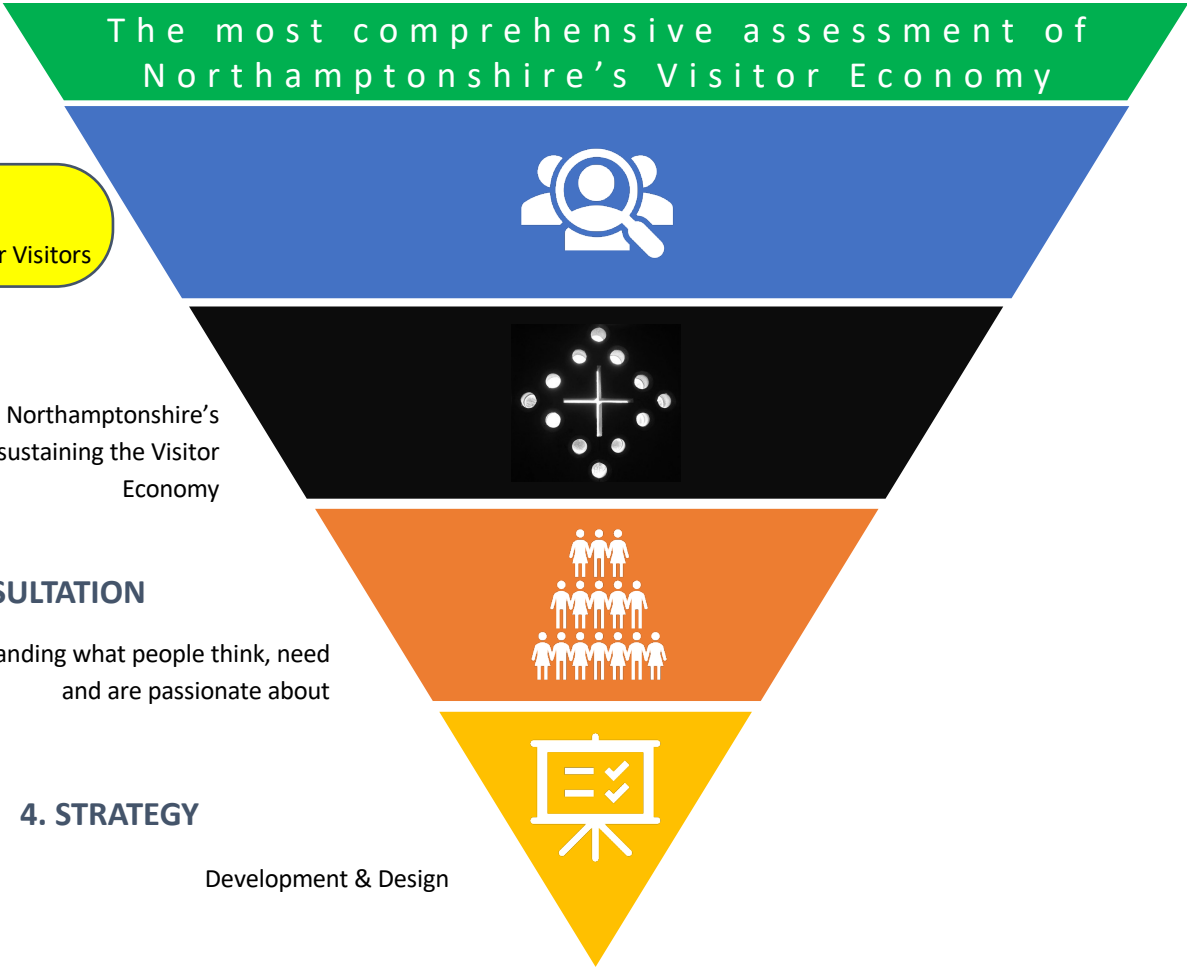 The most comprehensive assessment of
Northamptonshire’s Visitor Economy
r Visitors
Northamptonshire’s
sustaining the Visitor
Economy
SULTATION
anding what people think, need
and are passionate about
4. STRATEGY
Development & Design